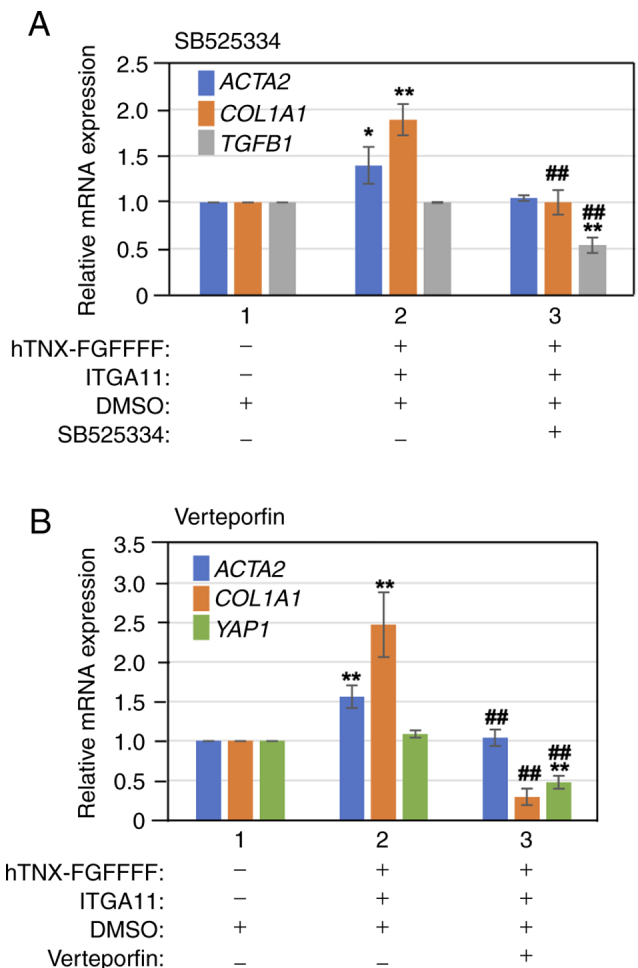 A
SB525334
Relative mRNA expression
2.5
2.0
1.5
1.0
0.5
0
ACTA2
COL1A1
TGFB1
*
**
##
##
**
1 2 3
hTNX-FGFFFF: – + +
ITGA11: – + +
DMSO: + + +
SB525334: – – +
B
Verteporfin
Relative mRNA expression
3.5
3.0
2.5
2.0
1.5
1.0
0.5
0
ACTA2
COL1A1
YAP1
**
**
##
##
##
**
1 2 3
hTNX-FGFFFF: – + +
ITGA11: – + +
DMSO: + + +
Verteporfin: – – +